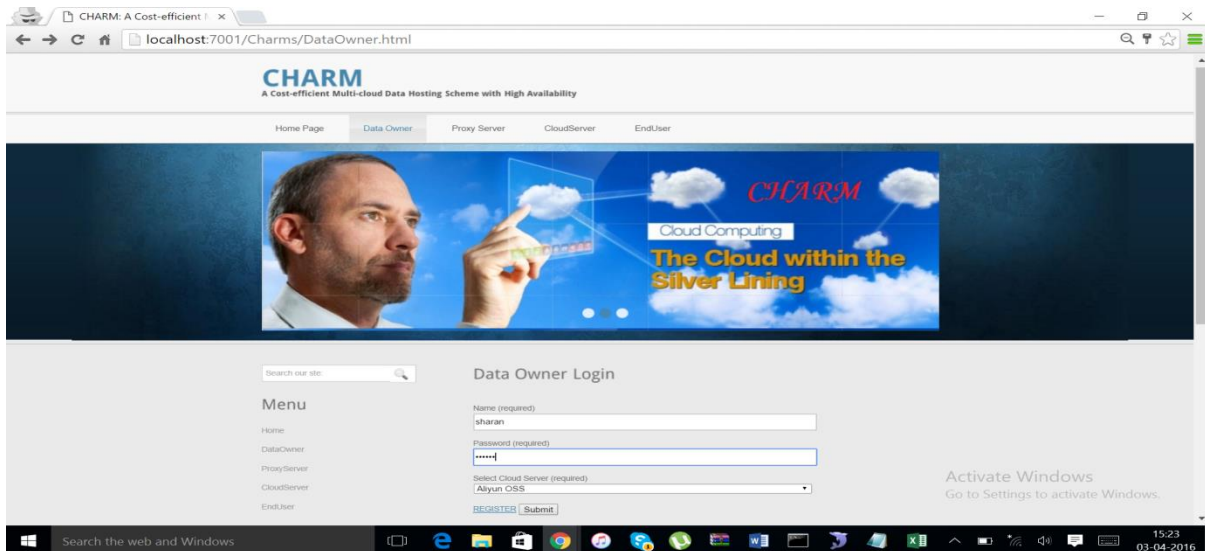 CHARM: A Cost-efficient
localhost:7001/Charms/DataOwner.html
CHARM
A Cost-efficient Multi-cloud Data Hosting Scheme with High Availability
Home Page Data Owner Proxy Server CloudServer EndUser
CHARM
Cloud Computing
The Cloud within the
Silver Lining
Search our site:
Menu
Home
DataOwner
ProxyServer
CloudServer
EndUser
Data Owner Login
Name (required)
sharan
Password (required)
••••••
Select Cloud Server (required)
Aliyun OSS
REGISTER Submit
Activate Windows
Go to Settings to activate Windows.
Search the web and Windows
15:23
03-04-2016